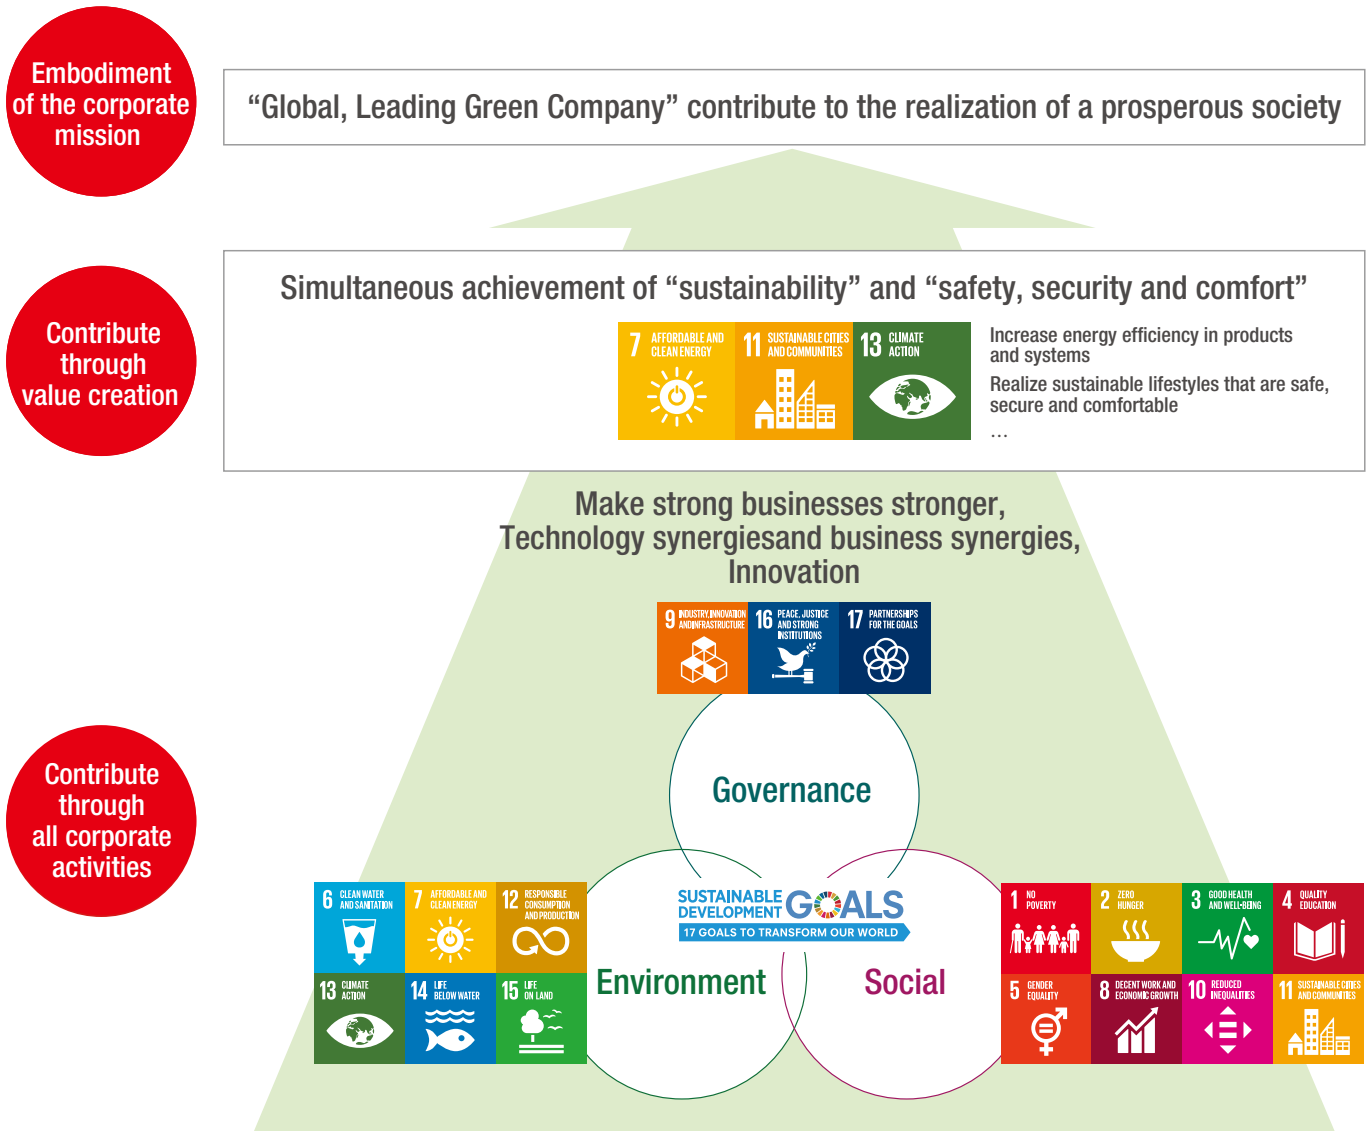 Embodiment
of the corporate
mission
“Global, Leading Green Company” contribute to the realization of a prosperous society
Contribute
through
value creation
Simultaneous achievement of “sustainability” and “safety, security and comfort”
7 AFFORDABLE AND
CLEAN ENERGY
11 SUSTAINABLE CITIES
AND COMMUNITIES
13 CLIMATE
ACTION
Increase energy efficiency in products
and systems
Realize sustainable lifestyles that are safe,
secure and comfortable
…
Make strong businesses stronger,
Technology synergiesand business synergies,
Innovation
9 INDUSTRY, INNOVATION
AND INFRASTRUCTURE
16 PEACE, JUSTICE
AND STRONG
INSTITUTIONS
17 PARTNERSHIPS
FOR THE GOALS
Contribute
through
all corporate
activities
Governance
SUSTAINABLE
DEVELOPMENT GOALS
17 GOALS TO TRANSFORM OUR WORLD
Environment
Social
6 CLEAN WATER
AND SANITATION
7 AFFORDABLE AND
CLEAN ENERGY
12 RESPONSIBLE
CONSUMPTION
AND PRODUCTION
13 CLIMATE
ACTION
14 LIFE
BELOW WATER
15 LIFE
ON LAND
1 NO
POVERTY
2 ZERO
HUNGER
3 GOOD HEALTH
AND WELL-BEING
4 QUALITY
EDUCATION
5 GENDER
EQUALITY
8 DECENT WORK AND
ECONOMIC GROWTH
10 REDUCED
INEQUALITIES
11 SUSTAINABLE CITIES
AND COMMUNITIES